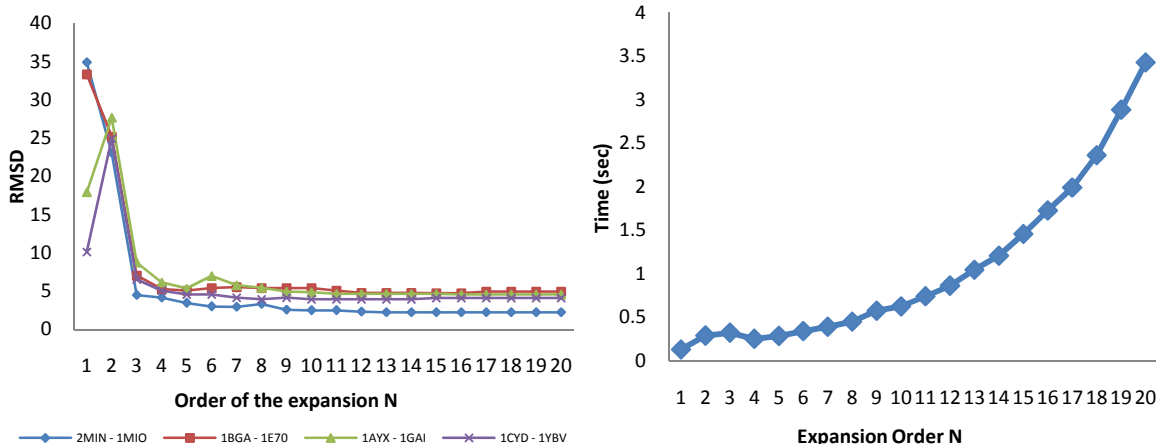 40
35
30
25
20
15
10
5
0
RMSD
1 2 3 4 5 6 7 8 9 10 11 12 13 14 15 16 17 18 19 20
Order of the expansion N
2MIN - 1MIO 1BGA - 1E70 1AYX - 1GAI 1CYD - 1YBV
4
3.5
3
2.5
2
1.5
1
0.5
0
Time (sec)
1 2 3 4 5 6 7 8 9 10 11 12 13 14 15 16 17 18 19 20
Expansion Order N